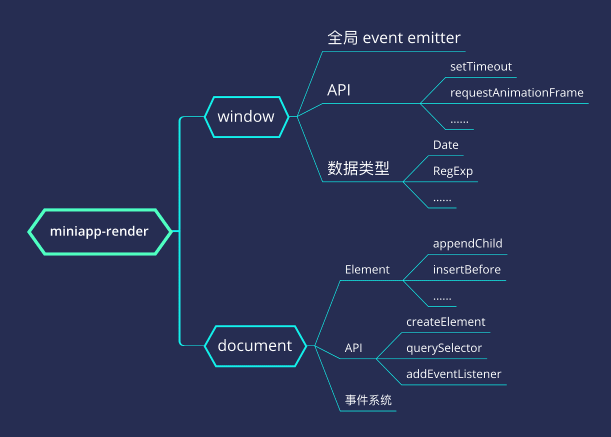 miniapp-render
window
全局 event emitter
API
setTimeout
requestAnimationFrame
......
数据类型
Date
RegExp
......
document
Element
appendChild
insertBefore
......
API
createElement
querySelector
addEventListener
事件系统